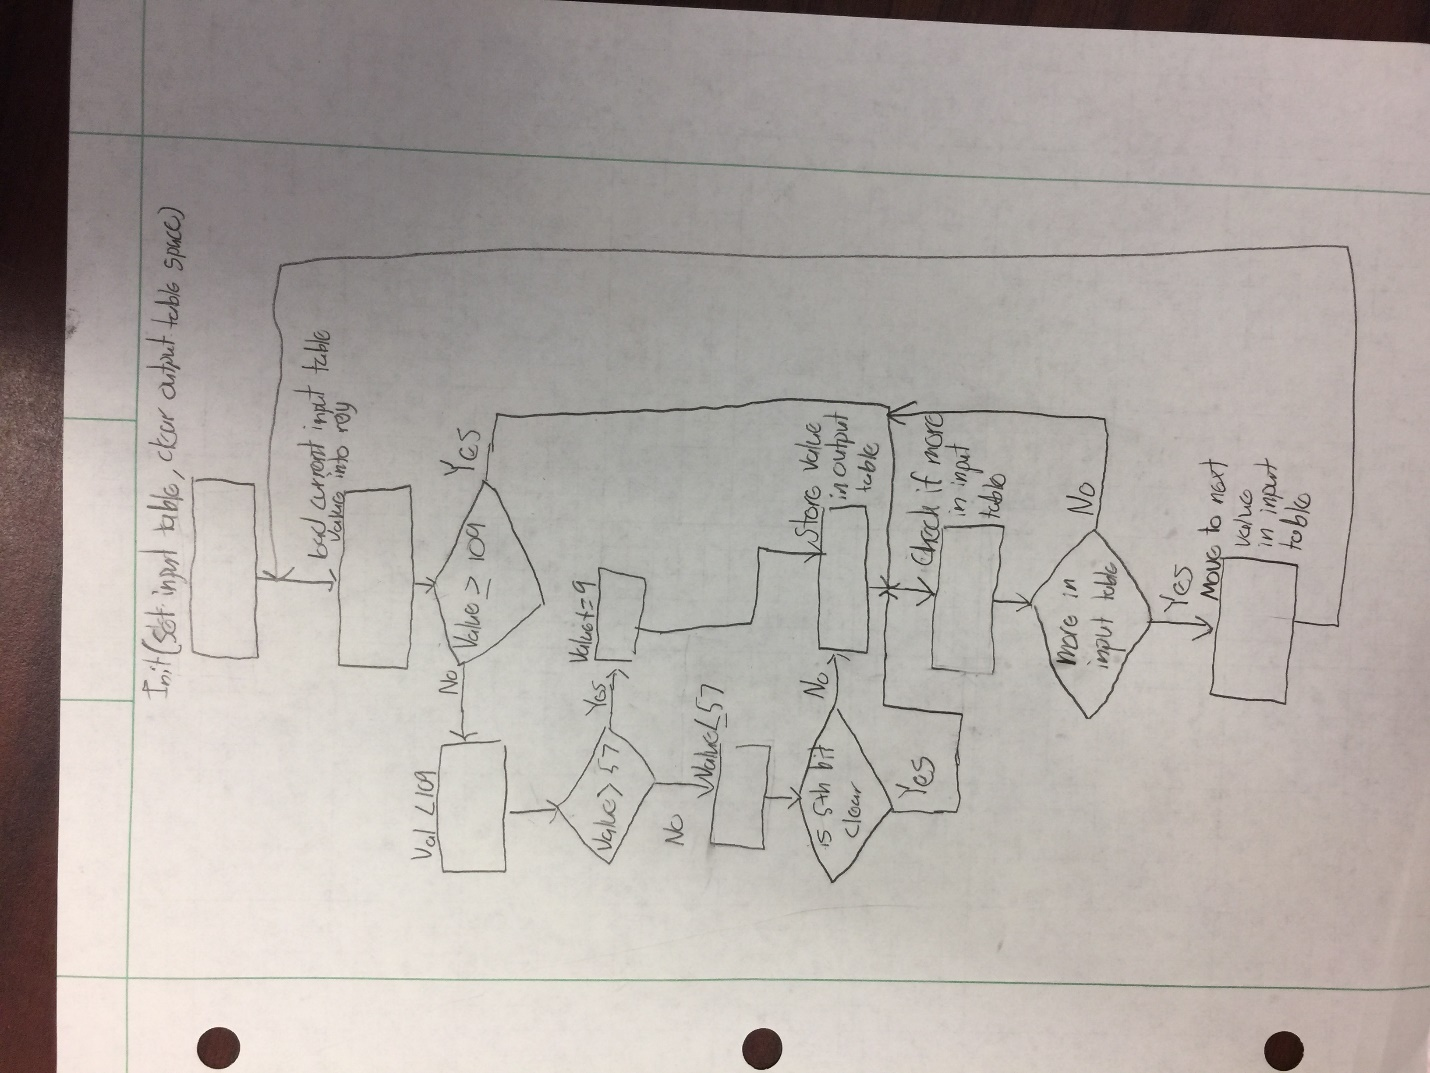 Init(Set input table, clear output table space)
load current input table
value into reg
Value ≥ 109
Yes
No
Val < 109
Value > 57
Yes
Value += 9
No
Value ≤ 57
is 5th bit
clear
No
Yes
Store value
in output
table
Check if more
in input
table
more in
input table
No
Yes
Move to next
value
in input
table